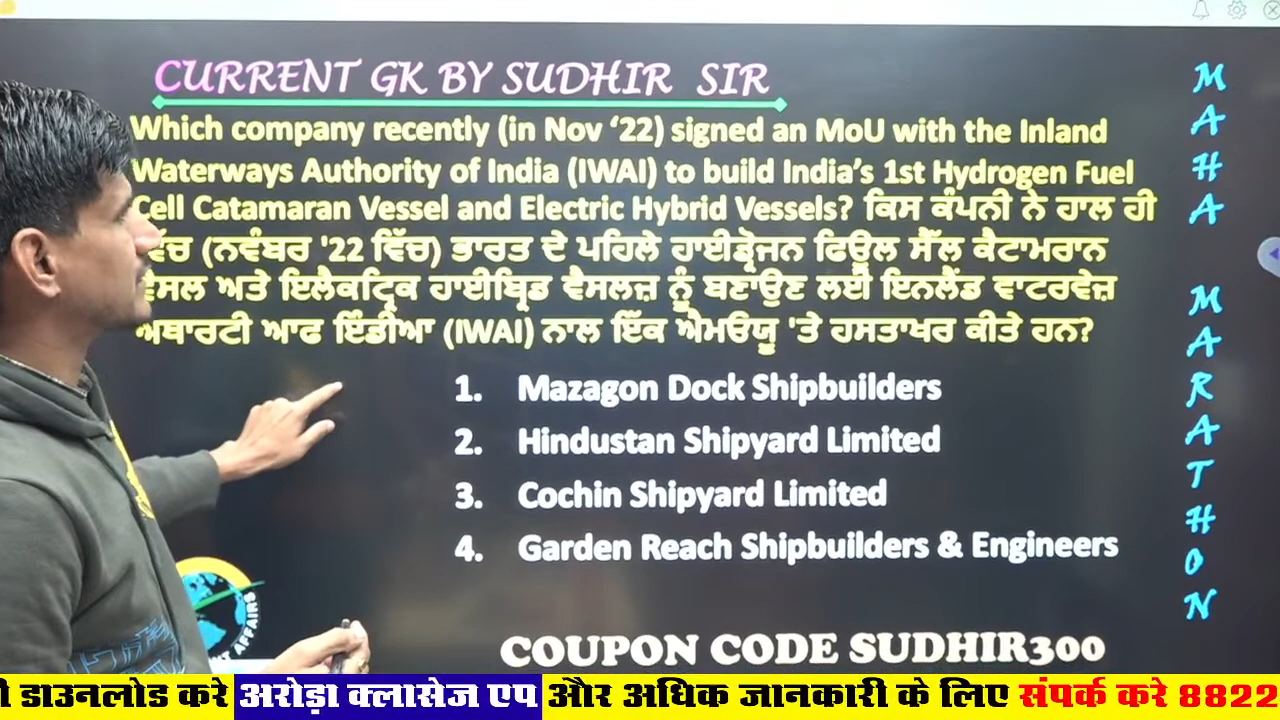 CURRENT GK BY SUDHIR SIR
Which company recently (in Nov ‘22) signed an MoU with the Inland
Waterways Authority of India (IWAI) to build India’s 1st Hydrogen Fuel
Cell Catamaran Vessel and Electric Hybrid Vessels? ਕਿਸ ਕੰਪਨੀ ਨੇ ਹਾਲ ਹੀ
ਵਿੱਚ (ਨਵੰਬਰ '22 ਵਿੱਚ) ਭਾਰਤ ਦੇ ਪਹਿਲੇ ਹਾਈਡ੍ਰੋਜਨ ਫਿਊਲ ਸੈੱਲ ਕੈਟਾਮਰਾਨ
ਵੈਸਲ ਅਤੇ ਇਲੈਕਟ੍ਰਿਕ ਹਾਈਬ੍ਰਿਡ ਵੈਸਲਜ਼ ਨੂੰ ਬਣਾਉਣ ਲਈ ਇਨਲੈਂਡ ਵਾਟਰਵੇਜ਼
ਅਥਾਰਟੀ ਆਫ ਇੰਡੀਆ (IWAI) ਨਾਲ ਇੱਕ ਐਮਓਯੂ 'ਤੇ ਹਸਤਾਖਰ ਕੀਤੇ ਹਨ?
1. Mazagon Dock Shipbuilders
2. Hindustan Shipyard Limited
3. Cochin Shipyard Limited
4. Garden Reach Shipbuilders & Engineers
MAHA MARATHON
COUPON CODE SUDHIR300
डाउनलोड करे अरोड़ा क्लासेज एप और अधिक जानकारी के लिए संपर्क करे 8822